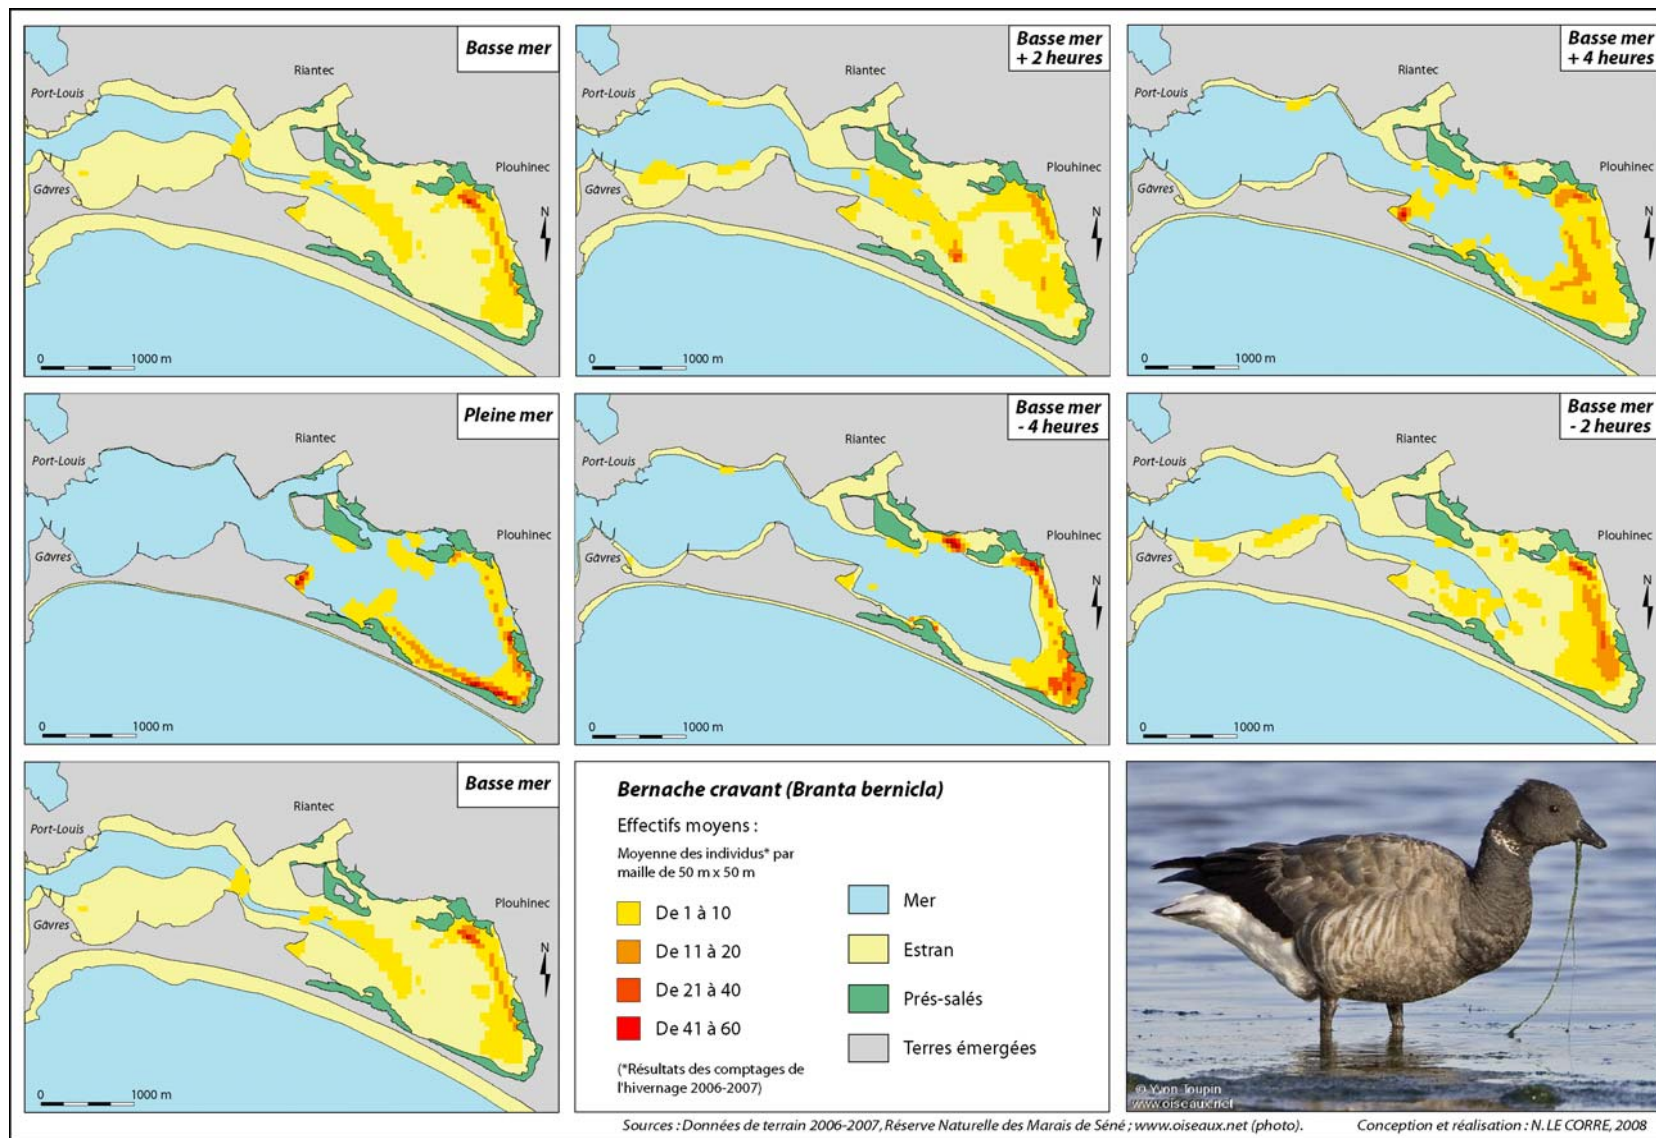 Basse mer
Riantec
Port-Louis
Plouhinec
Gâvres
N
0 1000 m
Basse mer
+ 2 heures
Riantec
Port-Louis
Plouhinec
Gâvres
N
0 1000 m
Basse mer
+ 4 heures
Riantec
Port-Louis
Plouhinec
Gâvres
N
0 1000 m
Pleine mer
Riantec
Port-Louis
Plouhinec
Gâvres
N
0 1000 m
Basse mer
- 4 heures
Riantec
Port-Louis
Plouhinec
Gâvres
N
0 1000 m
Basse mer
- 2 heures
Riantec
Port-Louis
Plouhinec
Gâvres
N
0 1000 m
Basse mer
Riantec
Port-Louis
Plouhinec
Gâvres
N
0 1000 m
Bernache cravant (Branta bernicla)
Effectifs moyens :
Moyenne des individus* par
maille de 50 m x 50 m
De 1 à 10
De 11 à 20
De 21 à 40
De 41 à 60
(*Résultats des comptages de
l'hivernage 2006-2007)
Mer
Estran
Prés-salés
Terres émergées
© Yvon Toupin
www.oiseaux.net
Sources : Données de terrain 2006-2007, Réserve Naturelle des Marais de Séné ; www.oiseaux.net (photo). Conception et réalisation : N. LE CORRE, 2008